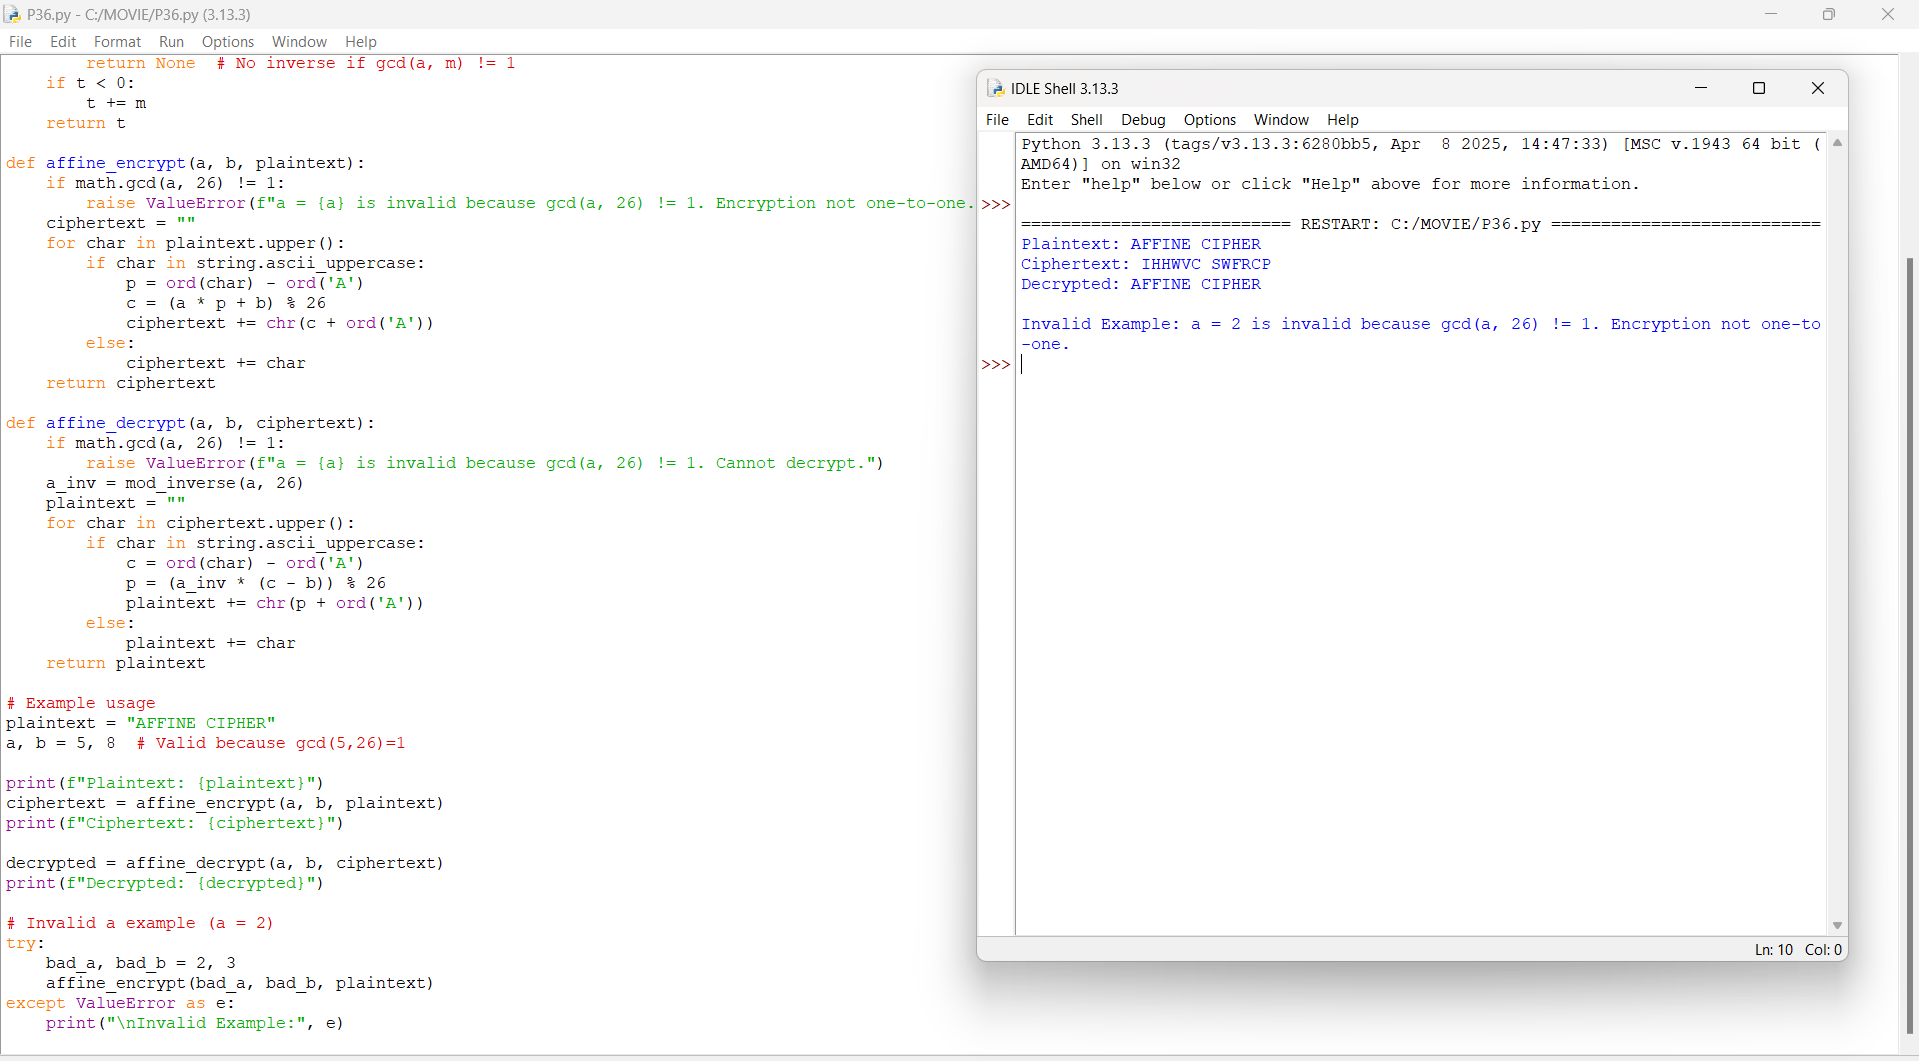 P36.py - C:/MOVIE/P36.py (3.13.3)
File Edit Format Run Options Window Help
        return None  # No inverse if gcd(a, m) != 1
    if t < 0:
        t += m
    return t
def affine_encrypt(a, b, plaintext):
    if math.gcd(a, 26) != 1:
        raise ValueError(f"a = {a} is invalid because gcd(a, 26) != 1. Encryption not one-to-one.
    ciphertext = ""
    for char in plaintext.upper():
        if char in string.ascii_uppercase:
            p = ord(char) - ord('A')
            c = (a * p + b) % 26
            ciphertext += chr(c + ord('A'))
        else:
            ciphertext += char
    return ciphertext
def affine_decrypt(a, b, ciphertext):
    if math.gcd(a, 26) != 1:
        raise ValueError(f"a = {a} is invalid because gcd(a, 26) != 1. Cannot decrypt.")
    a_inv = mod_inverse(a, 26)
    plaintext = ""
    for char in ciphertext.upper():
        if char in string.ascii_uppercase:
            c = ord(char) - ord('A')
            p = (a_inv * (c - b)) % 26
            plaintext += chr(p + ord('A'))
        else:
            plaintext += char
    return plaintext
# Example usage
plaintext = "AFFINE CIPHER"
a, b = 5, 8  # Valid because gcd(5,26)=1
print(f"Plaintext: {plaintext}")
ciphertext = affine_encrypt(a, b, plaintext)
print(f"Ciphertext: {ciphertext}")
decrypted = affine_decrypt(a, b, ciphertext)
print(f"Decrypted: {decrypted}")
# Invalid a example (a = 2)
try:
    bad_a, bad_b = 2, 3
    affine_encrypt(bad_a, bad_b, plaintext)
except ValueError as e:
    print("\nInvalid Example:", e)
IDLE Shell 3.13.3
File Edit Shell Debug Options Window Help
Python 3.13.3 (tags/v3.13.3:6280bb5, Apr  8 2025, 14:47:33) [MSC v.1943 64 bit (
AMD64)] on win32
Enter "help" below or click "Help" above for more information.
>>>
=========================== RESTART: C:/MOVIE/P36.py ===========================
Plaintext: AFFINE CIPHER
Ciphertext: IHHWVC SWFRCP
Decrypted: AFFINE CIPHER
Invalid Example: a = 2 is invalid because gcd(a, 26) != 1. Encryption not one-to
-one.
>>>
Ln: 10 Col: 0